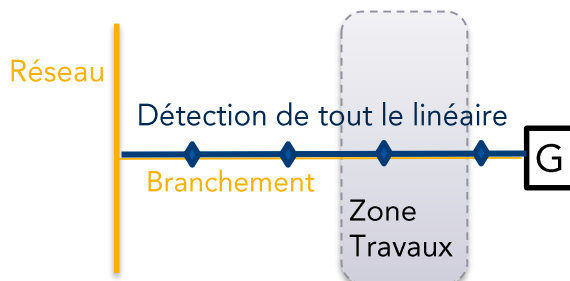 Réseau
Détection de tout le linéaire
Branchement
G
Zone
Travaux